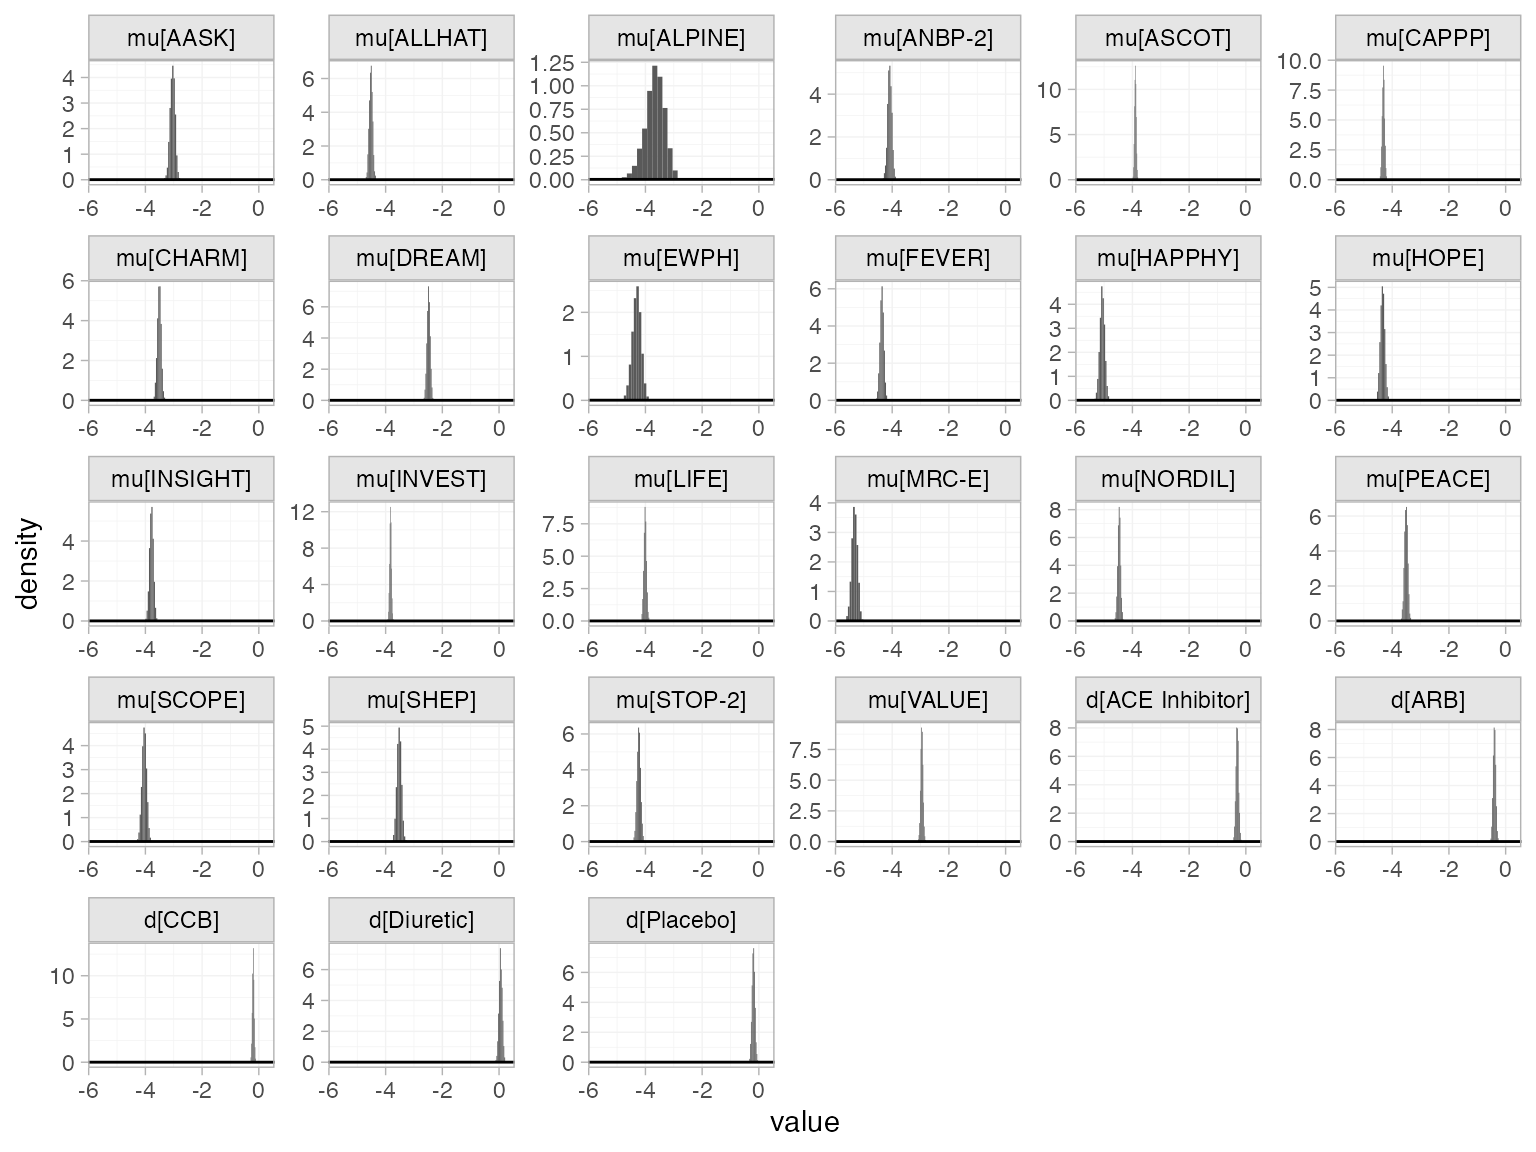 mu[AASK] mu[ALLHAT] mu[ALPINE] mu[ANBP-2] mu[ASCOT] mu[CAPPP]
4 3 2 1 0
6 4 2 0
1.25 1.00 0.75 0.50 0.25 0.00
4 2 0
10 5 0
10.0 7.5 5.0 2.5 0.0
-6 -4 -2 0 -6 -4 -2 0 -6 -4 -2 0 -6 -4 -2 0 -6 -4 -2 0 -6 -4 -2 0
mu[CHARM] mu[DREAM] mu[EWPH] mu[FEVER] mu[HAPPHY] mu[HOPE]
6 4 2 0
6 4 2 0
2 1 0
6 4 2 0
4 3 2 1 0
5 4 3 2 1 0
-6 -4 -2 0 -6 -4 -2 0 -6 -4 -2 0 -6 -4 -2 0 -6 -4 -2 0 -6 -4 -2 0
mu[INSIGHT] mu[INVEST] mu[LIFE] mu[MRC-E] mu[NORDIL] mu[PEACE]
4 2 0
12 8 4 0
7.5 5.0 2.5 0.0
4 3 2 1 0
8 6 4 2 0
6 4 2 0
-6 -4 -2 0 -6 -4 -2 0 -6 -4 -2 0 -6 -4 -2 0 -6 -4 -2 0 -6 -4 -2 0
mu[SCOPE] mu[SHEP] mu[STOP-2] mu[VALUE] d[ACE Inhibitor] d[ARB]
4 3 2 1 0
5 4 3 2 1 0
6 4 2 0
7.5 5.0 2.5 0.0
8 6 4 2 0
8 6 4 2 0
-6 -4 -2 0 -6 -4 -2 0 -6 -4 -2 0 -6 -4 -2 0 -6 -4 -2 0 -6 -4 -2 0
d[CCB] d[Diuretic] d[Placebo]
10 5 0
6 4 2 0
6 4 2 0
-6 -4 -2 0 -6 -4 -2 0 -6 -4 -2 0
density
value